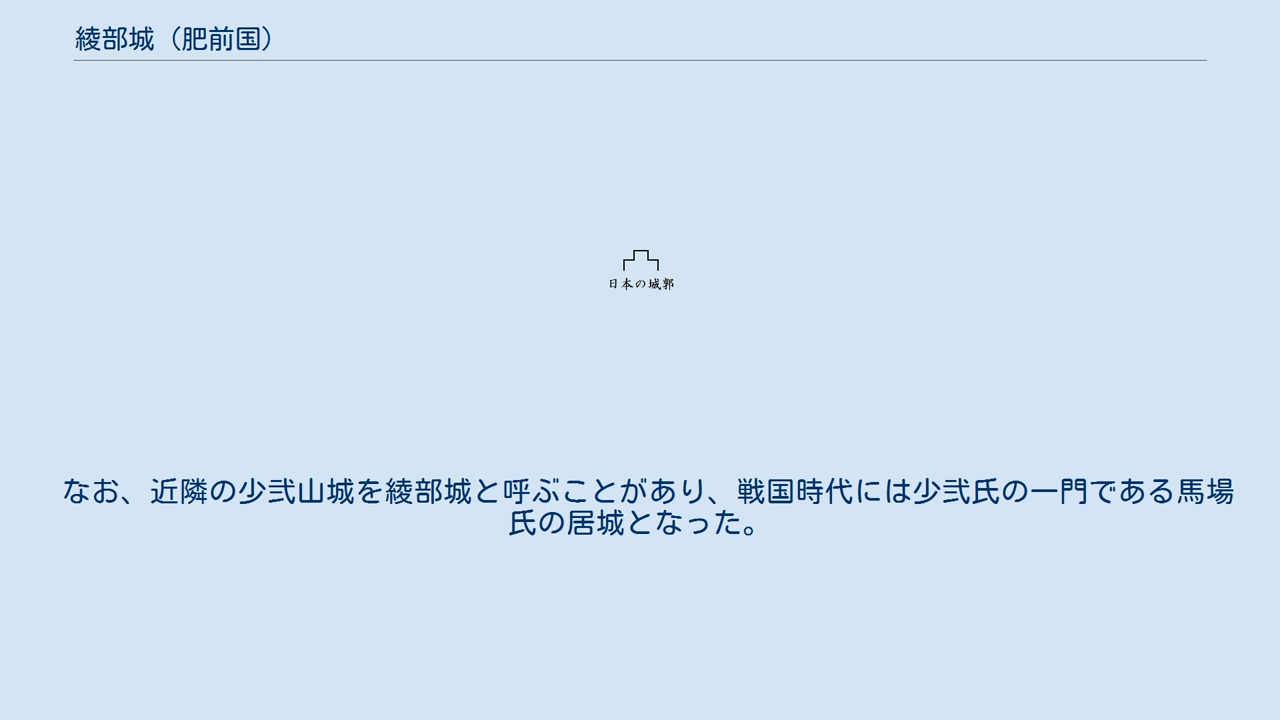 綾部城（肥前国）
日本の城郭
なお、近隣の少弐山城を綾部城と呼ぶことがあり、戦国時代には少弐氏の一門である馬場
氏の居城となった。